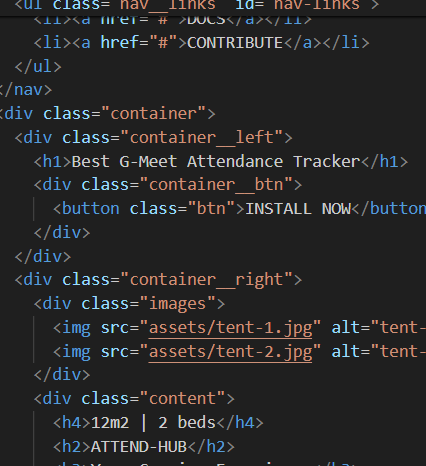 <ul class="nav__links" id="nav-links">
<li><a href="#">DOCS</a></li>
<li><a href="#">CONTRIBUTE</a></li>
</ul>
</nav>
<div class="container">
<div class="container__left">
<h1>Best G-Meet Attendance Tracker</h1>
<div class="container__btn">
<button class="btn">INSTALL NOW</button
</div>
</div>
<div class="container__right">
<div class="images">
<img src="assets/tent-1.jpg" alt="tent-
<img src="assets/tent-2.jpg" alt="tent-
</div>
<div class="content">
<h4>12m2 | 2 beds</h4>
<h2>ATTEND-HUB</h2>